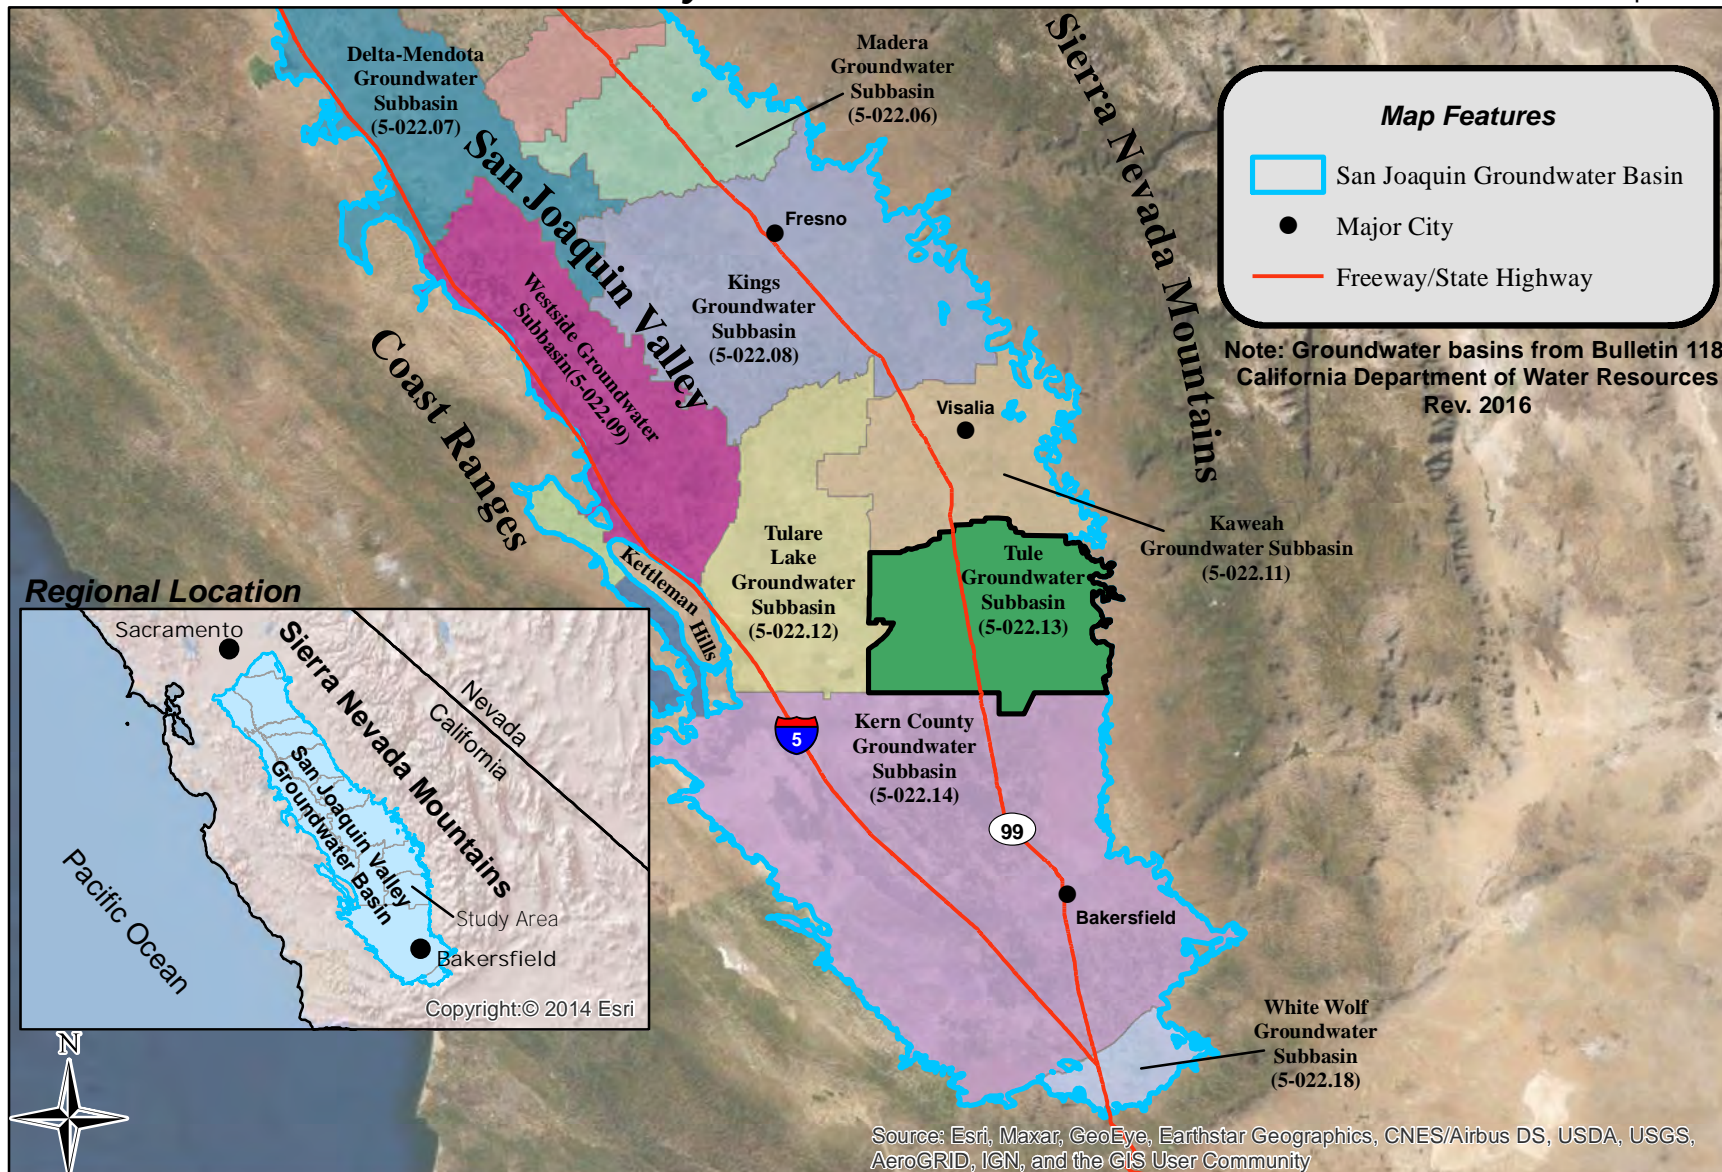 Delta-Mendota
Groundwater
Subbasin
(5-022.07)
Madera
Groundwater
Subbasin
(5-022.06)
Sierra Nevada Mountains
Map Features
San Joaquin Groundwater Basin
Major City
Freeway/State Highway
Note: Groundwater basins from Bulletin 118
California Department of Water Resources
Rev. 2016
San Joaquin Valley
Fresno
Kings
Groundwater
Subbasin
(5-022.08)
Westside Groundwater
Subbasin(5-022.09)
Coast Ranges
Visalia
Kaweah
Groundwater Subbasin
(5-022.11)
Tulare
Lake
Groundwater
Subbasin
(5-022.12)
Tule
Groundwater
Subbasin
(5-022.13)
Kettleman Hills
Kern County
Groundwater
Subbasin
(5-022.14)
5
99
Bakersfield
White Wolf
Groundwater
Subbasin
(5-022.18)
Regional Location
Sacramento
Sierra Nevada Mountains
Nevada
California
San Joaquin Valley
Groundwater Basin
Pacific Ocean
Study Area
Bakersfield
Copyright:© 2014 Esri
N
Source: Esri, Maxar, GeoEye, Earthstar Geographics, CNES/Airbus DS, USDA, USGS,
AeroGRID, IGN, and the GIS User Community